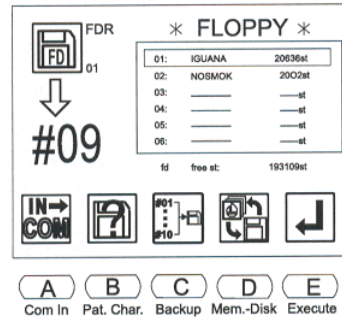 FDR
✳ FLOPPY ✳
FD
01
01: IGUANA 20636st
02: NOSMOK 2002st
03: ——st
04: ——st
05: ——st
06: ——st
#09
fd free st: 193109st
IN→ COM
?
#01
#10
A B C D E
Com In Pat. Char. Backup Mem.-Disk Execute